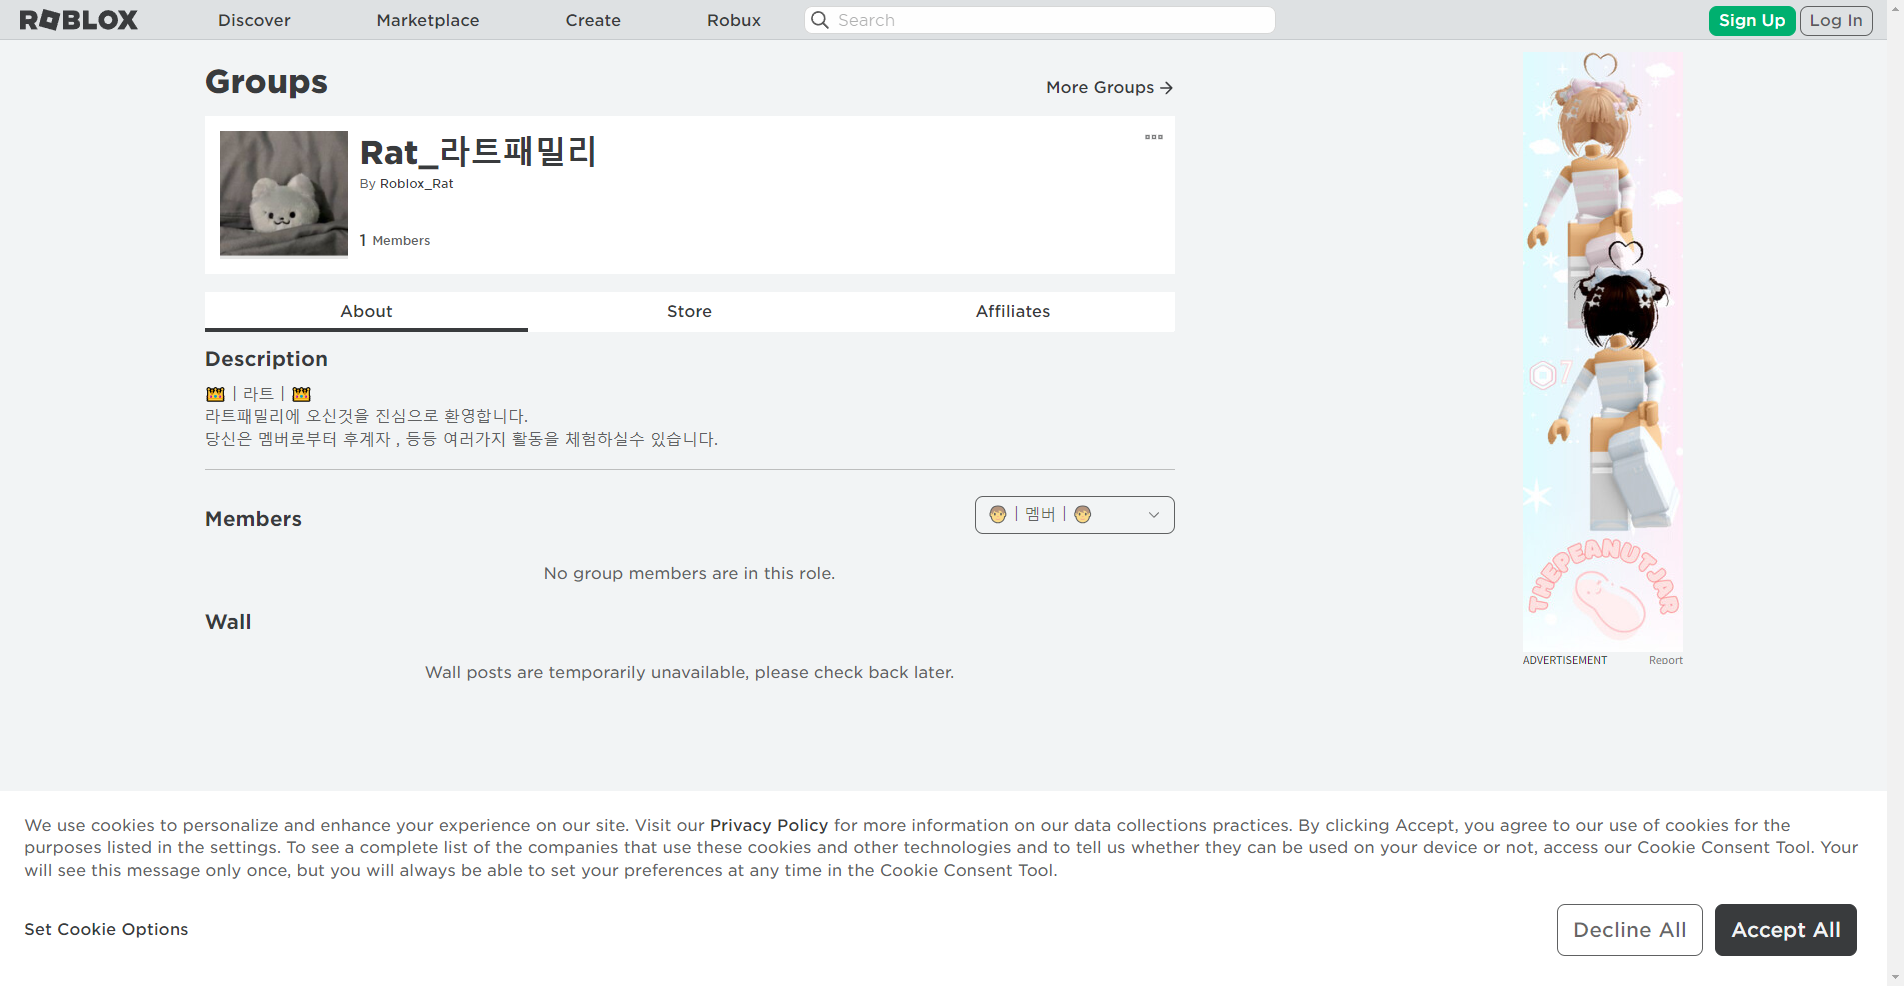 ROBLOX
Discover
Marketplace
Create
Robux
Search
Sign Up
Log In
Groups
More Groups →
Rat_라트패밀리
By Roblox_Rat
1 Members
About
Store
Affiliates
Description
👑 | 라트 | 👑
라트패밀리에 오신것을 진심으로 환영합니다.
당신은 멤버로부터 후계자 , 등등 여러가지 활동을 체험하실수 있습니다.
Members
🧑 | 멤버 | 🧑
No group members are in this role.
Wall
Wall posts are temporarily unavailable, please check back later.
7
THEPEANUTJAR
ADVERTISEMENT
Report
We use cookies to personalize and enhance your experience on our site. Visit our Privacy Policy for more information on our data collections practices. By clicking Accept, you agree to our use of cookies for the
purposes listed in the settings. To see a complete list of the companies that use these cookies and other technologies and to tell us whether they can be used on your device or not, access our Cookie Consent Tool. Your
will see this message only once, but you will always be able to set your preferences at any time in the Cookie Consent Tool.
Set Cookie Options
Decline All
Accept All